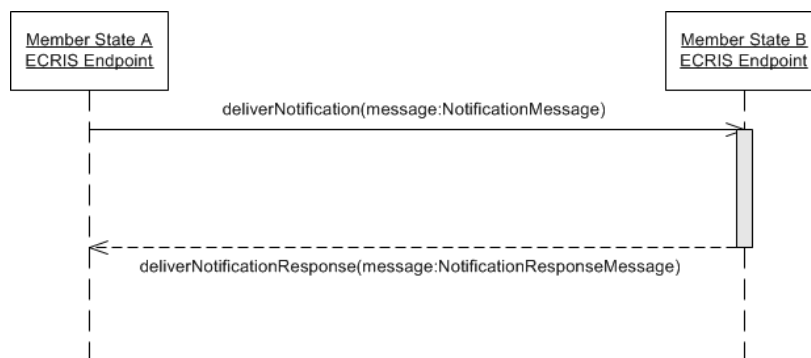 Member State A
ECRIS Endpoint
Member State B
ECRIS Endpoint
deliverNotification(message:NotificationMessage)
deliverNotificationResponse(message:NotificationResponseMessage)